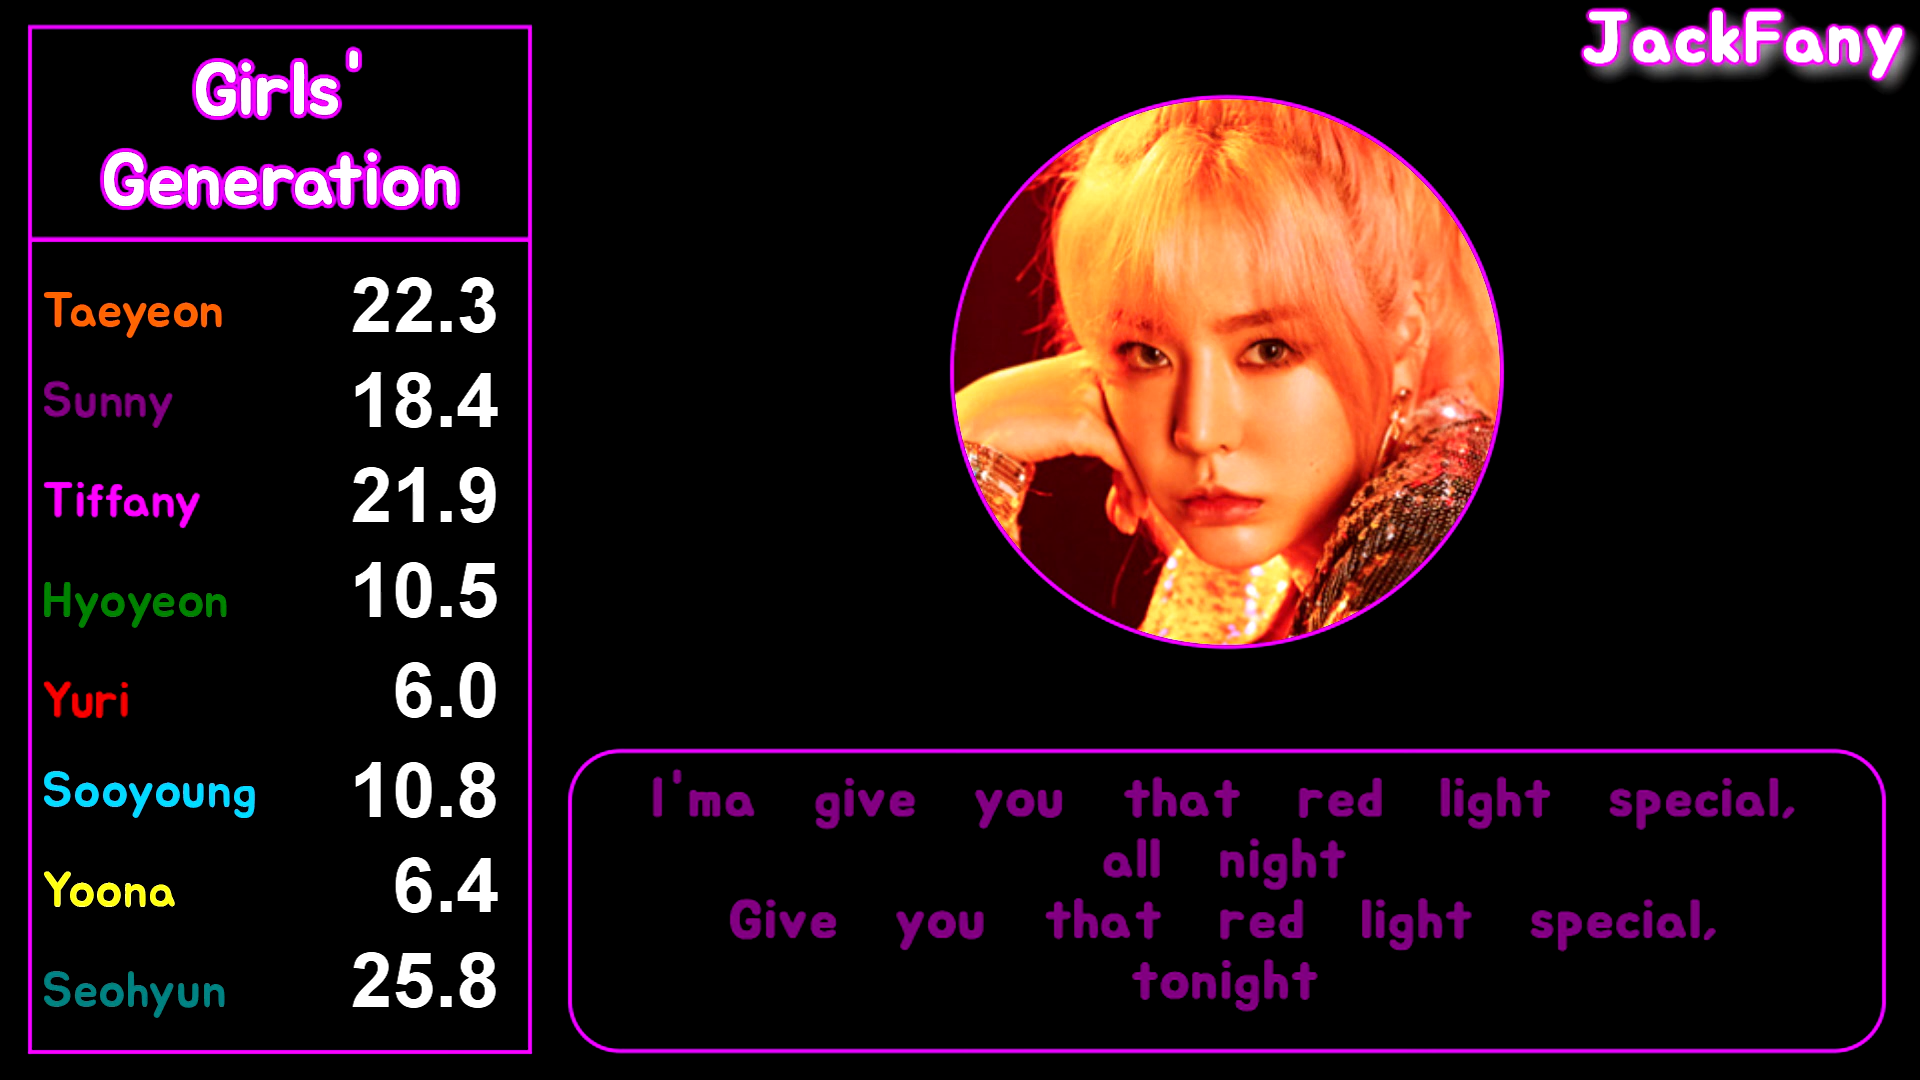 Girls'
Generation
Taeyeon 22.3
Sunny 18.4
Tiffany 21.9
Hyoyeon 10.5
Yuri 6.0
Sooyoung 10.8
Yoona 6.4
Seohyun 25.8
JackFany
I'ma give you that red light special,
all night
Give you that red light special,
tonight